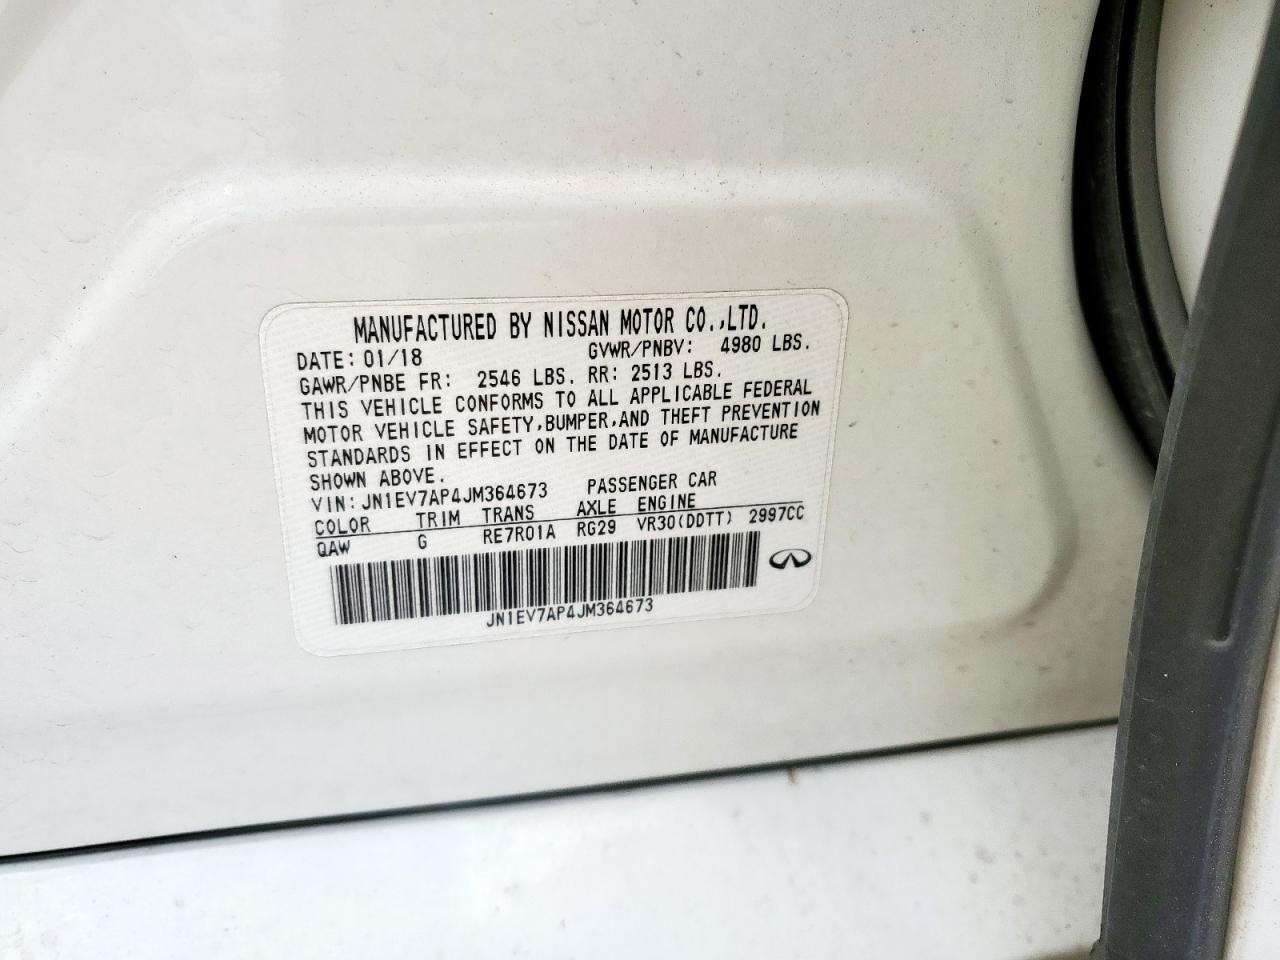 MANUFACTURED BY NISSAN MOTOR CO.,LTD.
DATE: 01/18 GVWR/PNBV: 4980 LBS.
GAWR/PNBE FR: 2546 LBS. RR: 2513 LBS.
THIS VEHICLE CONFORMS TO ALL APPLICABLE FEDERAL
MOTOR VEHICLE SAFETY,BUMPER,AND THEFT PREVENTION
STANDARDS IN EFFECT ON THE DATE OF MANUFACTURE
SHOWN ABOVE.
VIN: JN1EV7AP4JM364673 PASSENGER CAR
COLOR TRIM TRANS AXLE ENGINE
QAW G RE7R01A RG29 VR30(DDTT) 2997CC
JN1EV7AP4JM364673